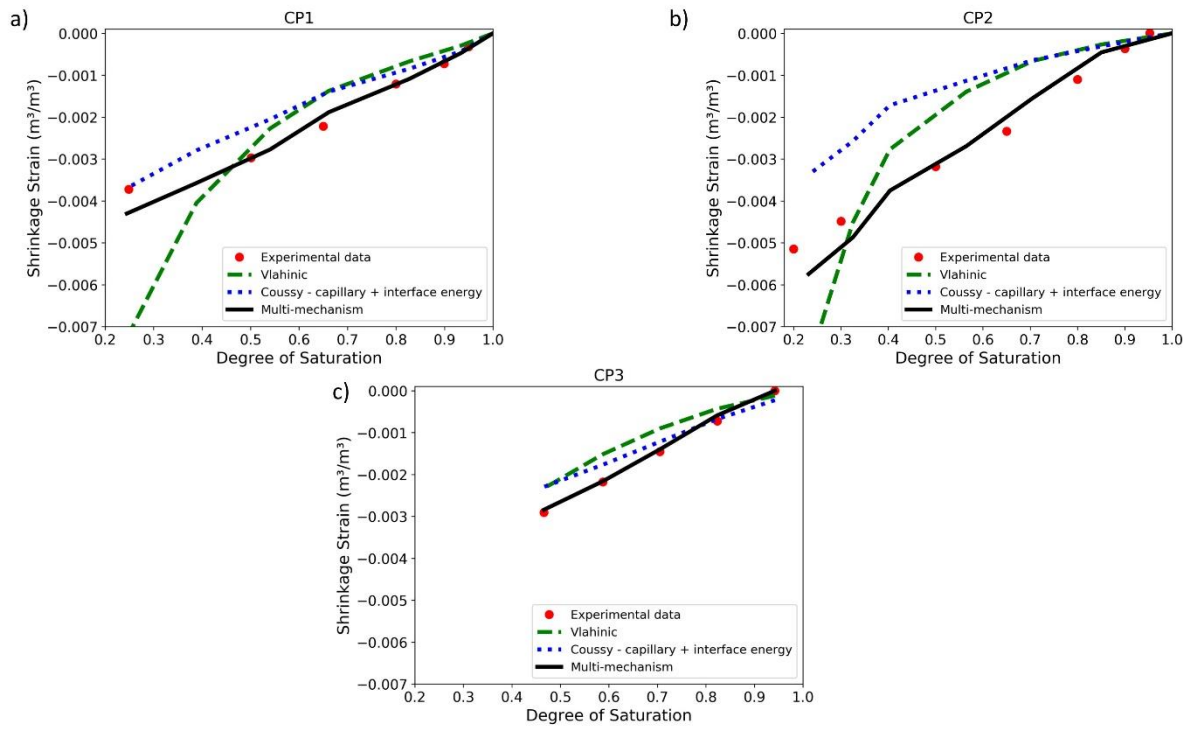 a)
CP1
Shrinkage Strain (m³/m³)
0.000
−0.001
−0.002
−0.003
−0.004
−0.005
−0.006
−0.007
Experimental data
Vlahinic
Coussy - capillary + interface energy
Multi-mechanism
0.2 0.3 0.4 0.5 0.6 0.7 0.8 0.9 1.0
Degree of Saturation
b)
CP2
Shrinkage Strain (m³/m³)
0.000
−0.001
−0.002
−0.003
−0.004
−0.005
−0.006
−0.007
Experimental data
Vlahinic
Coussy - capillary + interface energy
Multi-mechanism
0.2 0.3 0.4 0.5 0.6 0.7 0.8 0.9 1.0
Degree of Saturation
c)
CP3
Shrinkage Strain (m³/m³)
0.000
−0.001
−0.002
−0.003
−0.004
−0.005
−0.006
−0.007
Experimental data
Vlahinic
Coussy - capillary + interface energy
Multi-mechanism
0.2 0.3 0.4 0.5 0.6 0.7 0.8 0.9 1.0
Degree of Saturation